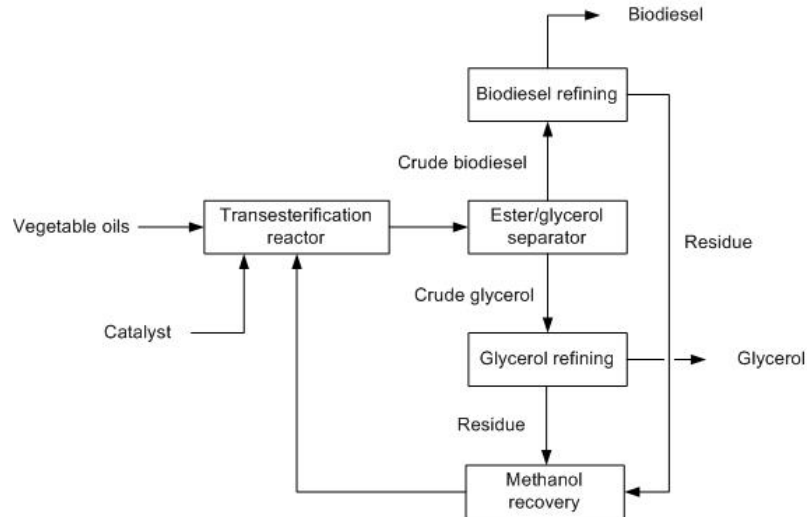 Biodiesel
Biodiesel refining
Crude biodiesel
Vegetable oils
Transesterification
reactor
Ester/glycerol
separator
Residue
Crude glycerol
Catalyst
Glycerol refining
Glycerol
Residue
Methanol
recovery